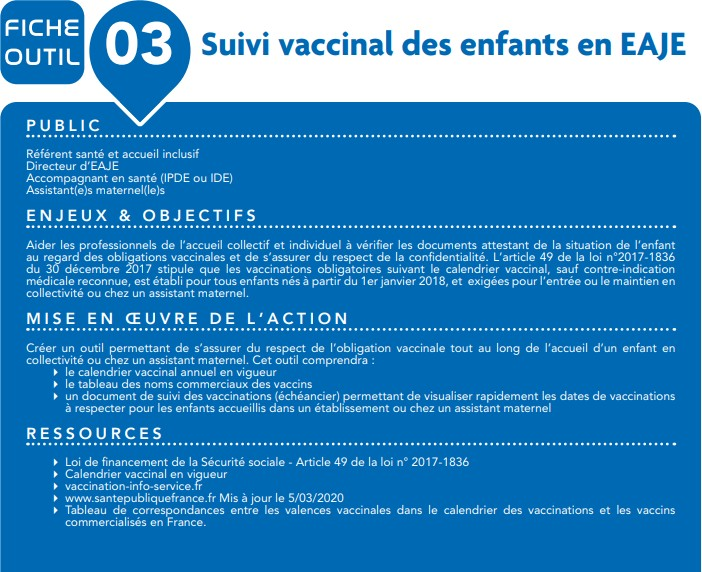 FICHE
OUTIL
03
Suivi vaccinal des enfants en EAJE
PUBLIC
Référent santé et accueil inclusif
Directeur d'EAJE
Accompagnant en santé (IPDE ou IDE)
Assistant(e)s maternel(le)s
ENJEUX & OBJECTIFS
Aider les professionnels de l'accueil collectif et individuel à vérifier les documents attestant de la situation de l'enfant
au regard des obligations vaccinales et de s'assurer du respect de la confidentialité. L'article 49 de la loi n°2017-1836
du 30 décembre 2017 stipule que les vaccinations obligatoires suivant le calendrier vaccinal, sauf contre-indication
médicale reconnue, est établi pour tous enfants nés à partir du 1er janvier 2018, et exigées pour l'entrée ou le maintien en
collectivité ou chez un assistant maternel.
MISE EN ŒUVRE DE L'ACTION
Créer un outil permettant de s'assurer du respect de l'obligation vaccinale tout au long de l'accueil d'un enfant en
collectivité ou chez un assistant maternel. Cet outil comprendra :
le calendrier vaccinal annuel en vigueur
le tableau des noms commerciaux des vaccins
un document de suivi des vaccinations (échéancier) permettant de visualiser rapidement les dates de vaccinations
à respecter pour les enfants accueillis dans un établissement ou chez un assistant maternel
RESSOURCES
Loi de financement de la Sécurité sociale - Article 49 de la loi n° 2017-1836
Calendrier vaccinal en vigueur
vaccination-info-service.fr
www.santepubliquefrance.fr Mis à jour le 5/03/2020
Tableau de correspondances entre les valences vaccinales dans le calendrier des vaccinations et les vaccins
commercialisés en France.